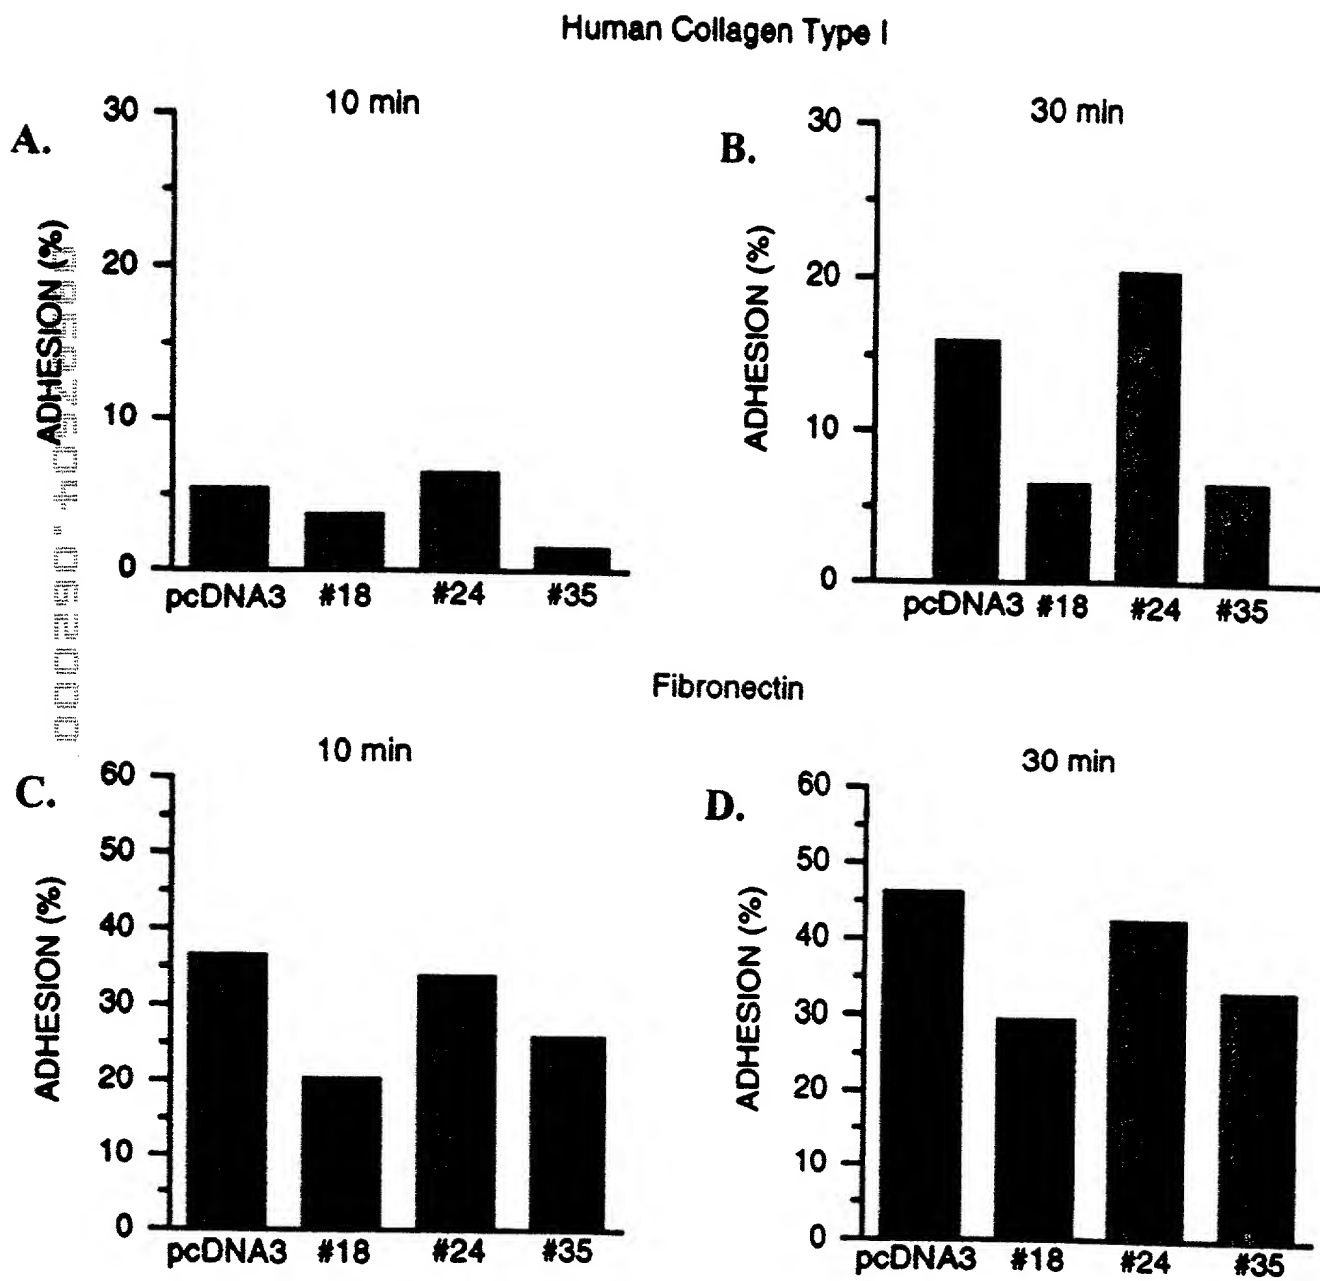 Human Collagen Type I
A.
10 min
ADHESION (%)
30
20
10
0
pcDNA3 #18 #24 #35
B.
30 min
ADHESION (%)
30
20
10
0
pcDNA3 #18 #24 #35
Fibronectin
C.
10 min
ADHESION (%)
60
50
40
30
20
10
0
pcDNA3 #18 #24 #35
D.
30 min
ADHESION (%)
60
50
40
30
20
10
0
pcDNA3 #18 #24 #35